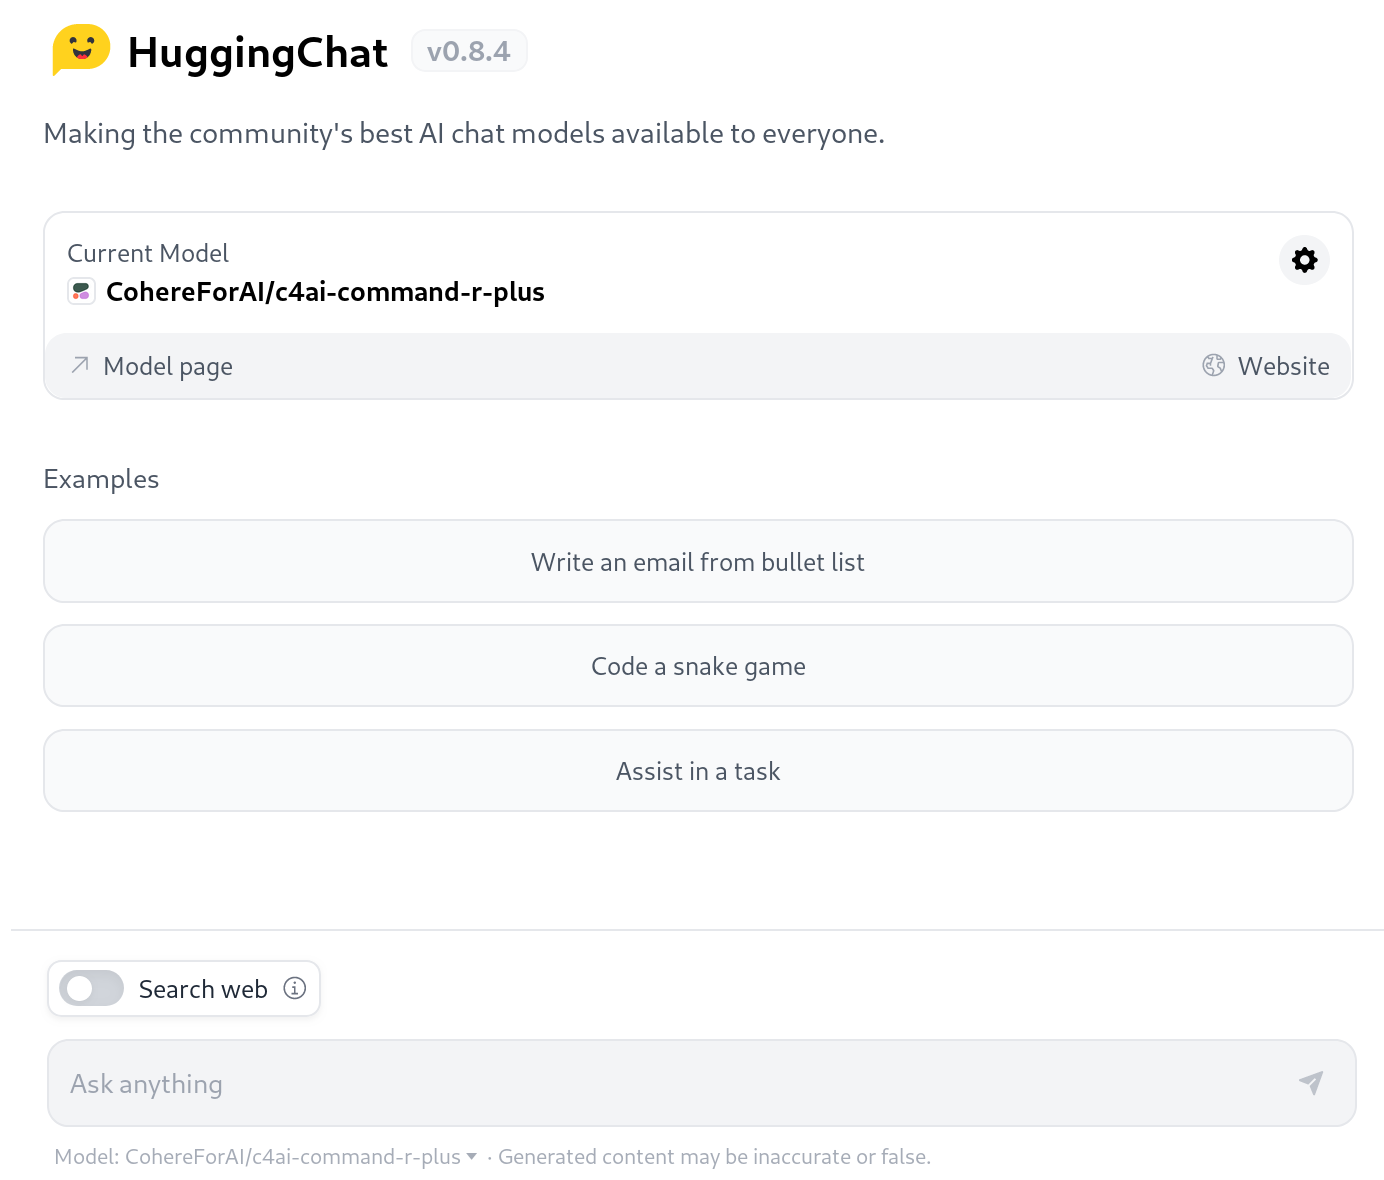 HuggingChat v0.8.4
Making the community's best AI chat models available to everyone.
Current Model
CohereForAI/c4ai-command-r-plus
Model page Website
Examples
Write an email from bullet list
Code a snake game
Assist in a task
Search web
Ask anything
Model: CohereForAI/c4ai-command-r-plus · Generated content may be inaccurate or false.